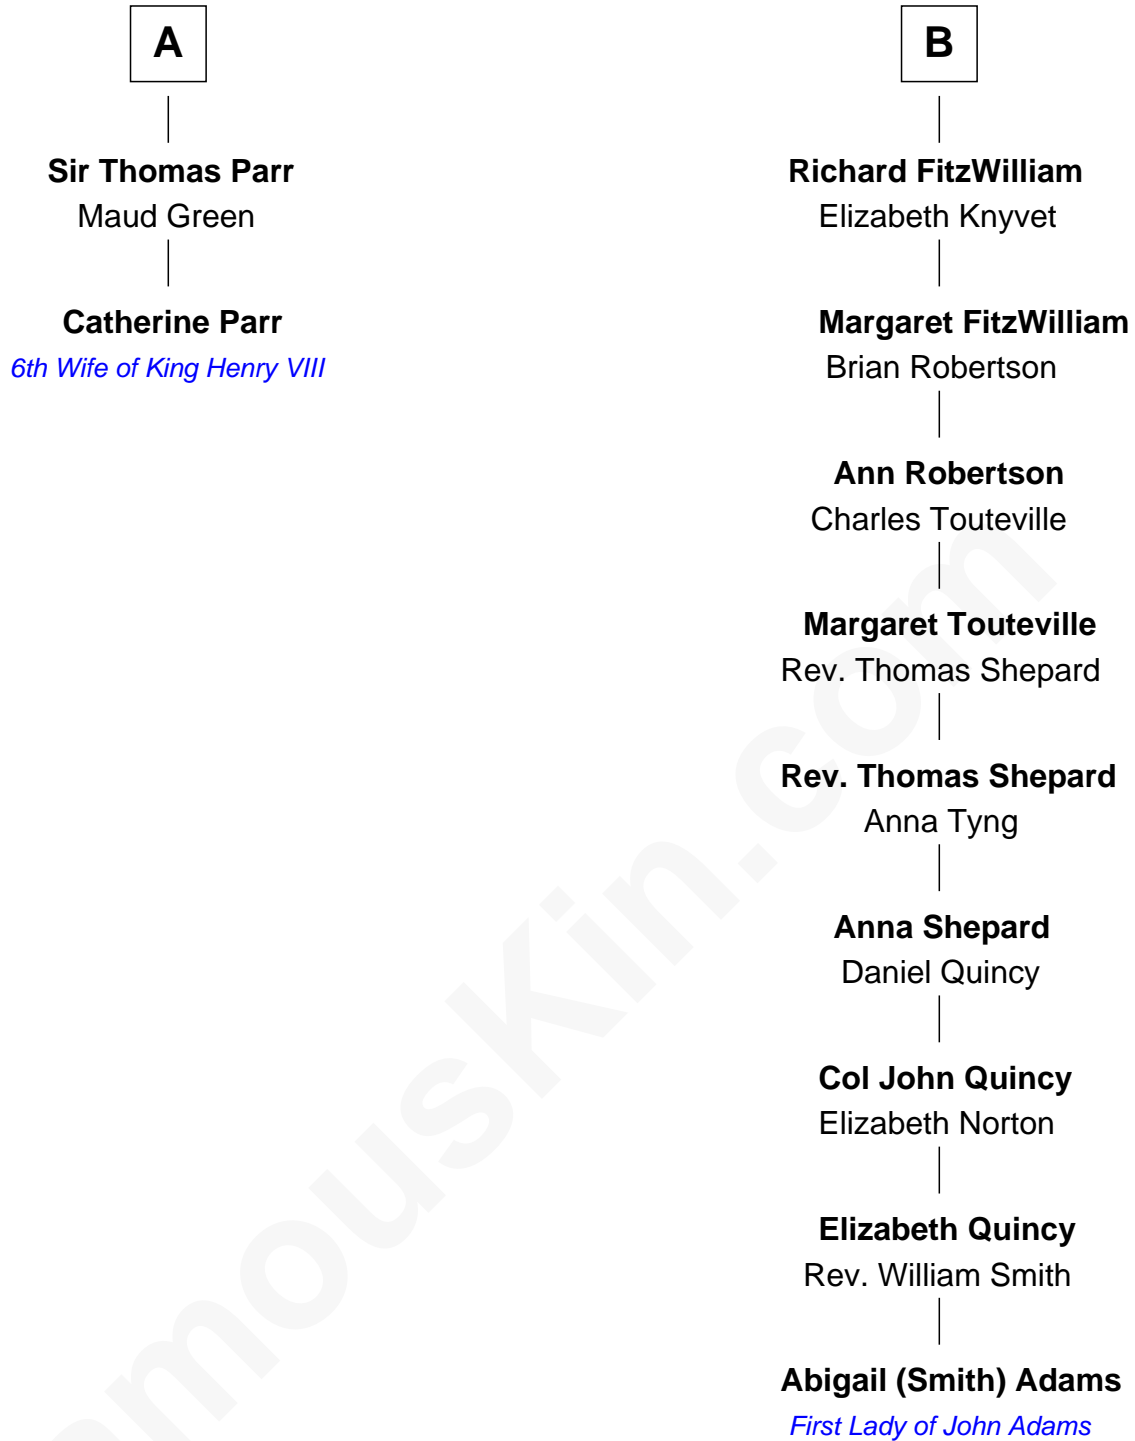 A
Sir Thomas Parr
Maud Green
Catherine Parr
6th Wife of King Henry VIII
B
Richard FitzWilliam
Elizabeth Knyvet
Margaret FitzWilliam
Brian Robertson
Ann Robertson
Charles Touteville
Margaret Touteville
Rev. Thomas Shepard
Rev. Thomas Shepard
Anna Tyng
Anna Shepard
Daniel Quincy
Col John Quincy
Elizabeth Norton
Elizabeth Quincy
Rev. William Smith
Abigail (Smith) Adams
First Lady of John Adams
amouskin.com